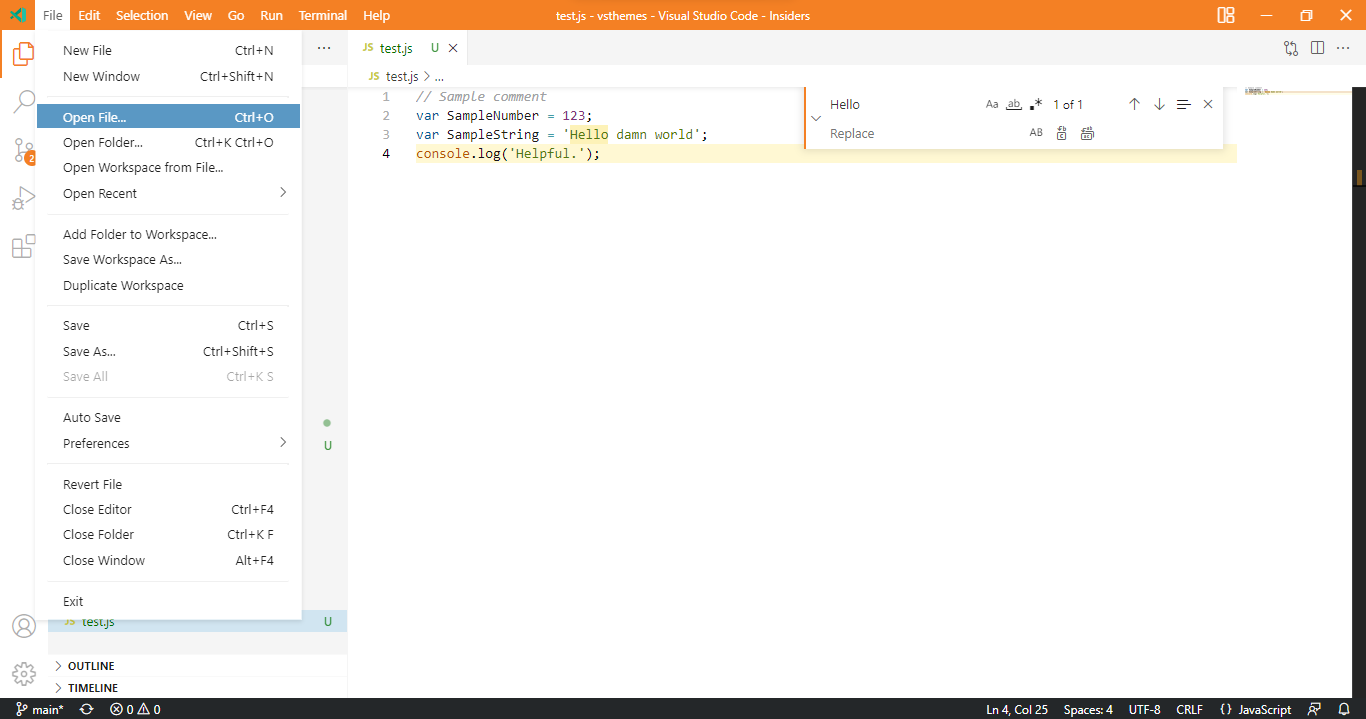 File Edit Selection View Go Run Terminal Help test.js - vsthemes - Visual Studio Code - Insiders
New File Ctrl+N
New Window Ctrl+Shift+N
Open File... Ctrl+O
Open Folder... Ctrl+K Ctrl+O
Open Workspace from File...
Open Recent
Add Folder to Workspace...
Save Workspace As...
Duplicate Workspace
Save Ctrl+S
Save As... Ctrl+Shift+S
Save All Ctrl+K S
Auto Save
Preferences
Revert File
Close Editor Ctrl+F4
Close Folder Ctrl+K F
Close Window Alt+F4
Exit
2
U
JS test.js U
OUTLINE
TIMELINE
JS test.js U
JS test.js > ...
1 // Sample comment
2 var SampleNumber = 123;
3 var SampleString = 'Hello damn world';
4 console.log('Helpful.');
Hello Aa ab .* 1 of 1
Replace AB
main* 0 0 Ln 4, Col 25 Spaces: 4 UTF-8 CRLF {} JavaScript